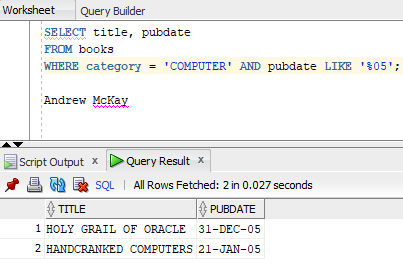 Worksheet Query Builder
SELECT title, pubdate
FROM books
WHERE category = 'COMPUTER' AND pubdate LIKE '%05';
Andrew McKay
Script Output x Query Result x
SQL | All Rows Fetched: 2 in 0.027 seconds
TITLE PUBDATE
1 HOLY GRAIL OF ORACLE 31-DEC-05
2 HANDCRANKED COMPUTERS 21-JAN-05